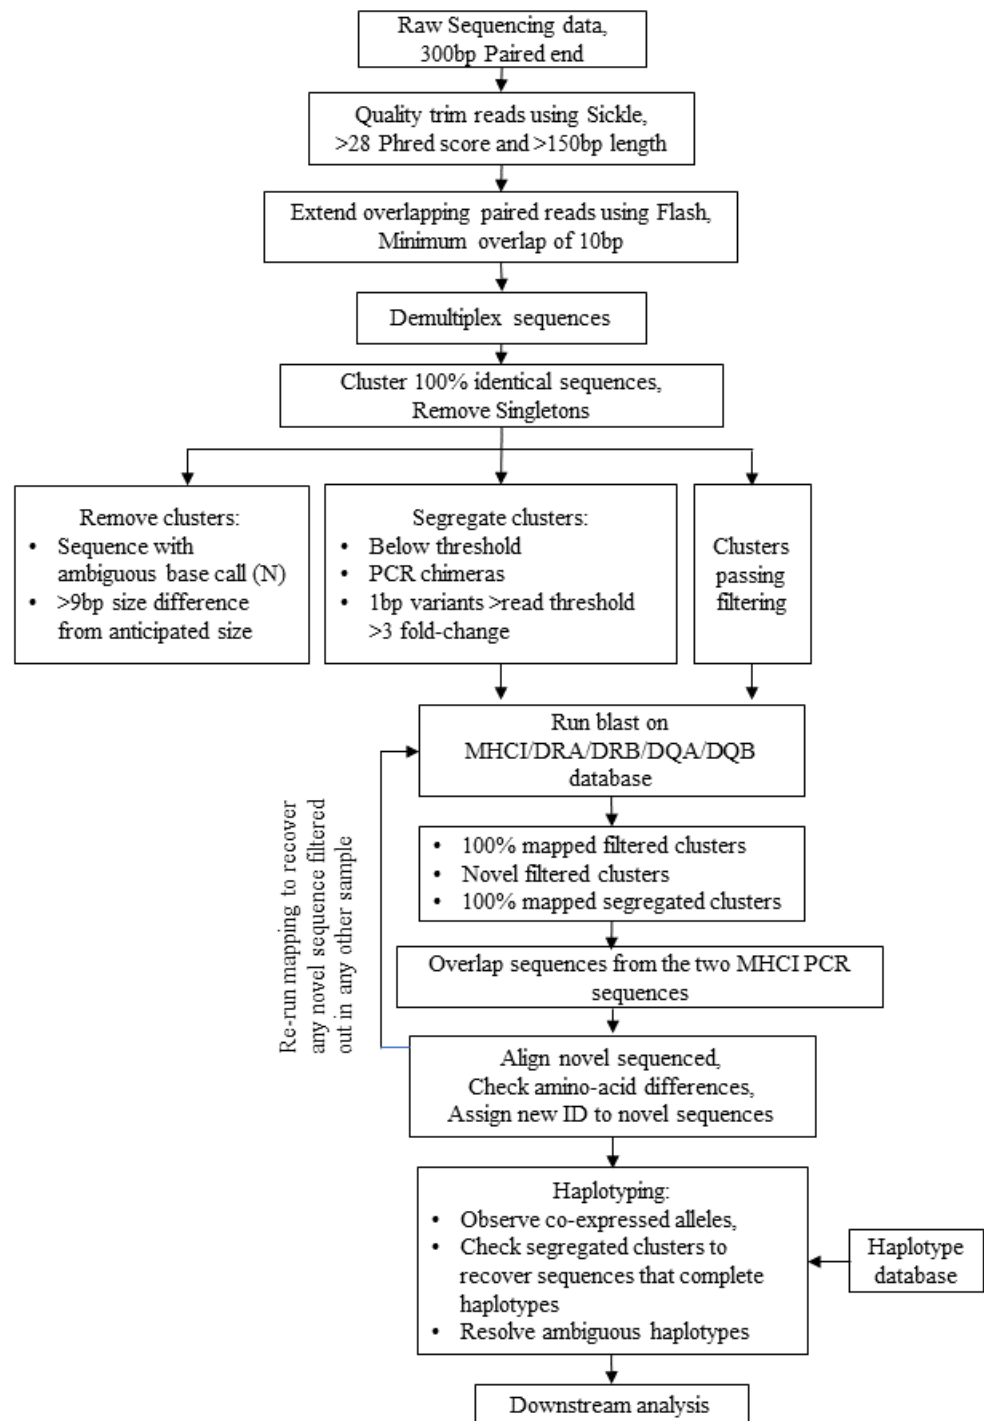 Raw Sequencing data,
300bp Paired end
Quality trim reads using Sickle,
>28 Phred score and >150bp length
Extend overlapping paired reads using Flash,
Minimum overlap of 10bp
Demultiplex sequences
Cluster 100% identical sequences,
Remove Singletons
Remove clusters:
• Sequence with
ambiguous base call (N)
• >9bp size difference
from anticipated size
Segregate clusters:
• Below threshold
• PCR chimeras
• 1bp variants >read threshold
>3 fold-change
Clusters
passing
filtering
Run blast on
MHCI/DRA/DRB/DQA/DQB
database
• 100% mapped filtered clusters
• Novel filtered clusters
• 100% mapped segregated clusters
Overlap sequences from the two MHCI PCR
sequences
Re-run mapping to recover
any novel sequence filtered
out in any other sample
Align novel sequenced,
Check amino-acid differences,
Assign new ID to novel sequences
Haplotyping:
• Observe co-expressed alleles,
• Check segregated clusters to
recover sequences that complete
haplotypes
• Resolve ambiguous haplotypes
Haplotype
database
Downstream analysis